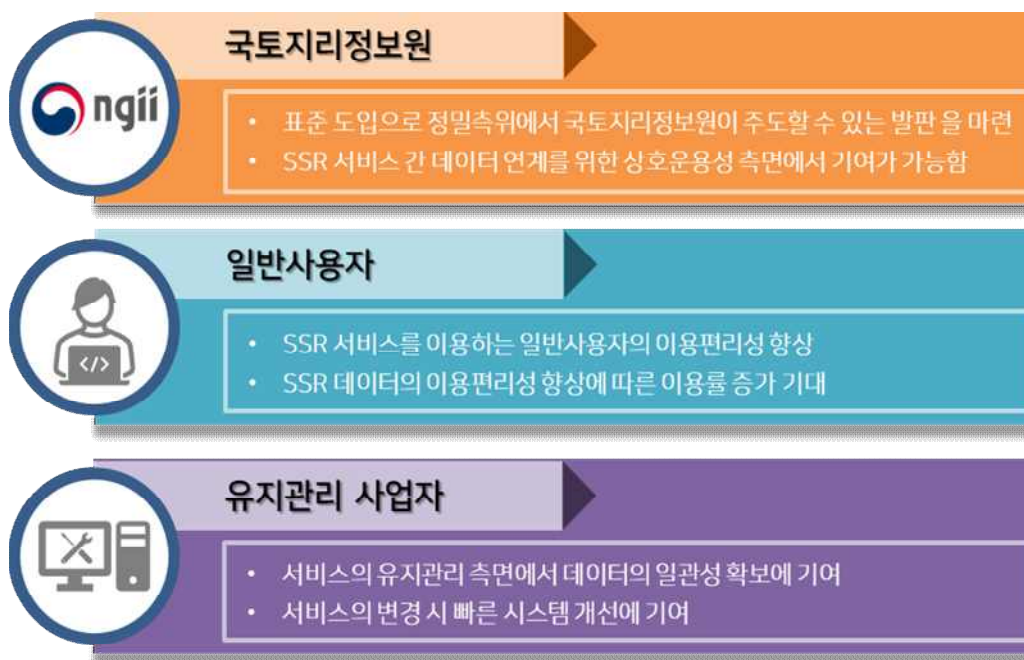 국토지리정보원
ngii
• 표준 도입으로 정밀측위에서 국토지리정보원이 주도할 수 있는 발판 을 마련
• SSR 서비스 간 데이터 연계를 위한 상호운용성 측면에서 기여가 가능함
일반사용자
</>
• SSR 서비스를 이용하는 일반사용자의 이용편리성 향상
• SSR 데이터의 이용편리성 향상에 따른 이용률 증가 기대
유지관리 사업자
• 서비스의 유지관리 측면에서 데이터의 일관성 확보에 기여
• 서비스의 변경 시 빠른 시스템 개선에 기여